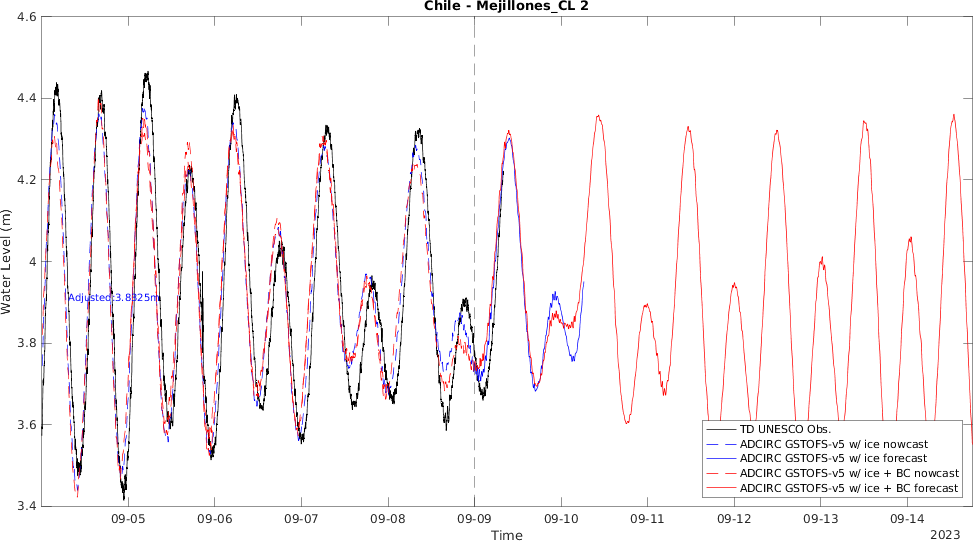 Chile - Mejillones_CL 2
4.6
4.4
4.2
4
3.8
3.6
3.4
Water Level (m)
Adjusted:3.8325m
TD UNESCO Obs.
ADCIRC GSTOFS-v5 w/ ice nowcast
ADCIRC GSTOFS-v5 w/ ice forecast
ADCIRC GSTOFS-v5 w/ ice + BC nowcast
ADCIRC GSTOFS-v5 w/ ice + BC forecast
09-05 09-06 09-07 09-08 09-09 09-10 09-11 09-12 09-13 09-14
Time
2023